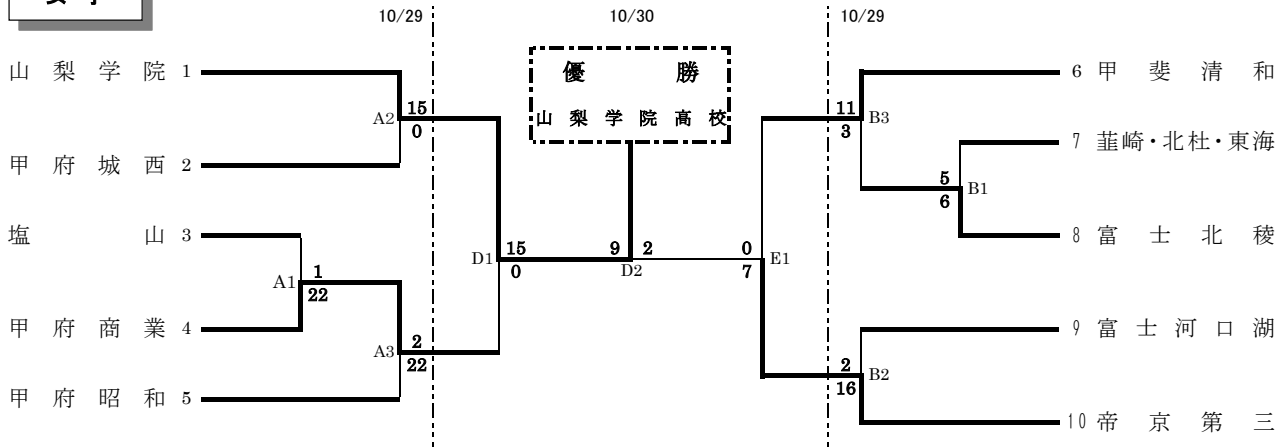 女子
10/29 10/30 10/29
優勝
山梨学院高校
山梨学院 1
甲府城西 2
塩山 3
甲府商業 4
甲府昭和 5
A2 15
0
A1 1
22
A3 2
22
D1 15
0
9 2
D2
0 E1
7
11 B3
3
5 B1
6
2 B2
16
6 甲斐清和
7 韮崎・北杜・東海
8 富士北稜
9 富士河口湖
10 帝京第三